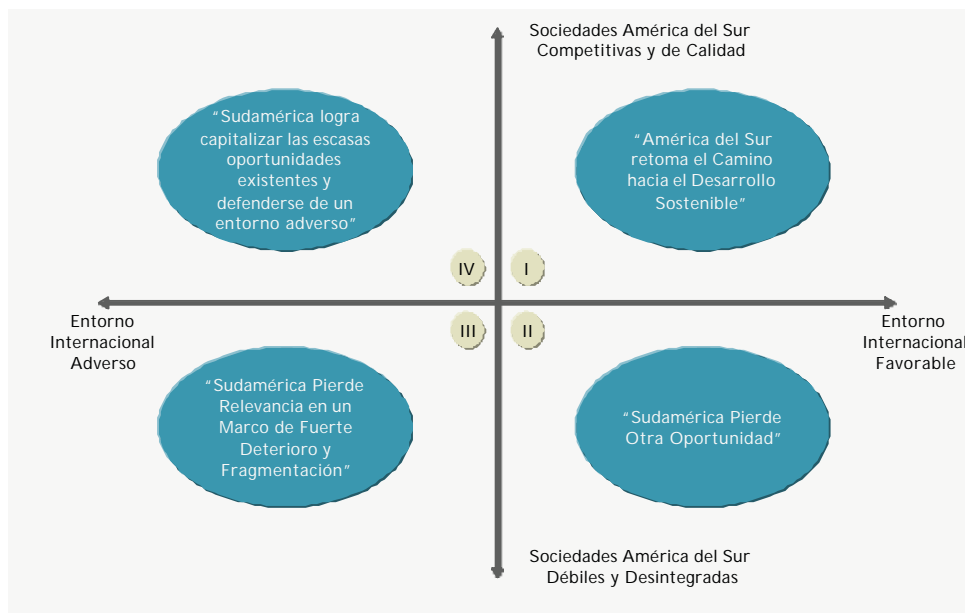 Sociedades América del Sur
Competitivas y de Calidad
“Sudamérica logra
capitalizar las escasas
oportunidades
existentes y
defenderse de un
entorno adverso”
“América del Sur
retoma el Camino
hacia el Desarrollo
Sostenible”
IV
I
Entorno
Internacional
Adverso
III
II
Entorno
Internacional
Favorable
“Sudamérica Pierde
Relevancia en un
Marco de Fuerte
Deterioro y
Fragmentación”
“Sudamérica Pierde
Otra Oportunidad”
Sociedades América del Sur
Débiles y Desintegradas